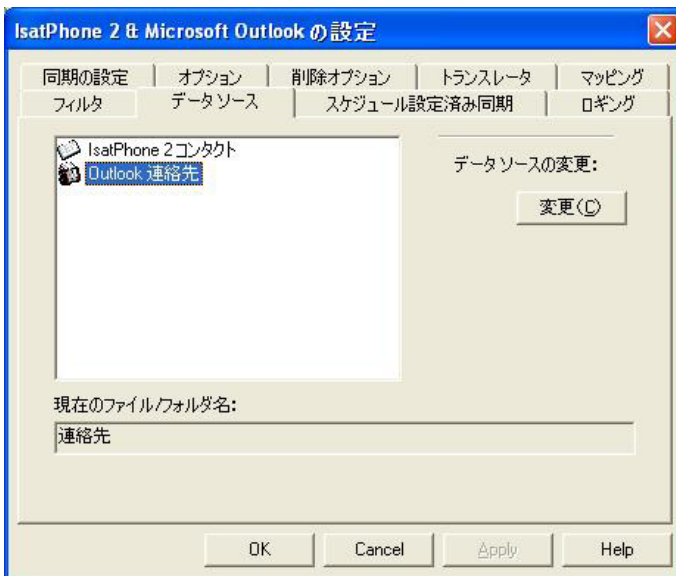 IsatPhone 2 & Microsoft Outlook の設定
同期の設定 オプション 削除オプション トランスレータ マッピング
フィルタ データ ソース スケジュール設定済み同期 ロギング
IsatPhone 2 コンタクト
Outlook 連絡先
データ ソースの変更:
変更(C)
現在のファイル/フォルダ名:
連絡先
OK Cancel Apply Help